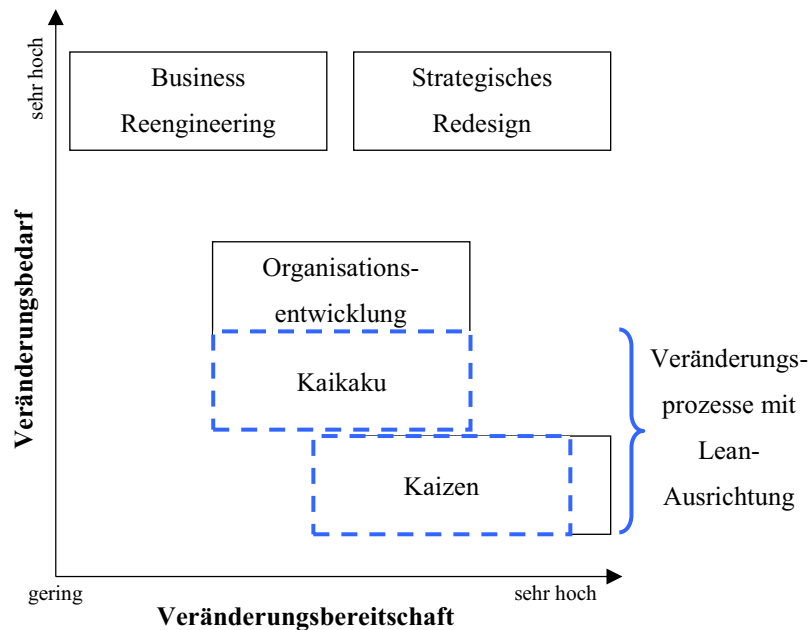 sehr hoch
Business
Reengineering
Strategisches
Redesign
Veränderungsbedarf
Organisations-
entwicklung
Kaikaku
Kaizen
Veränderungs-
prozesse mit
Lean-
Ausrichtung
gering
sehr hoch
Veränderungsbereitschaft